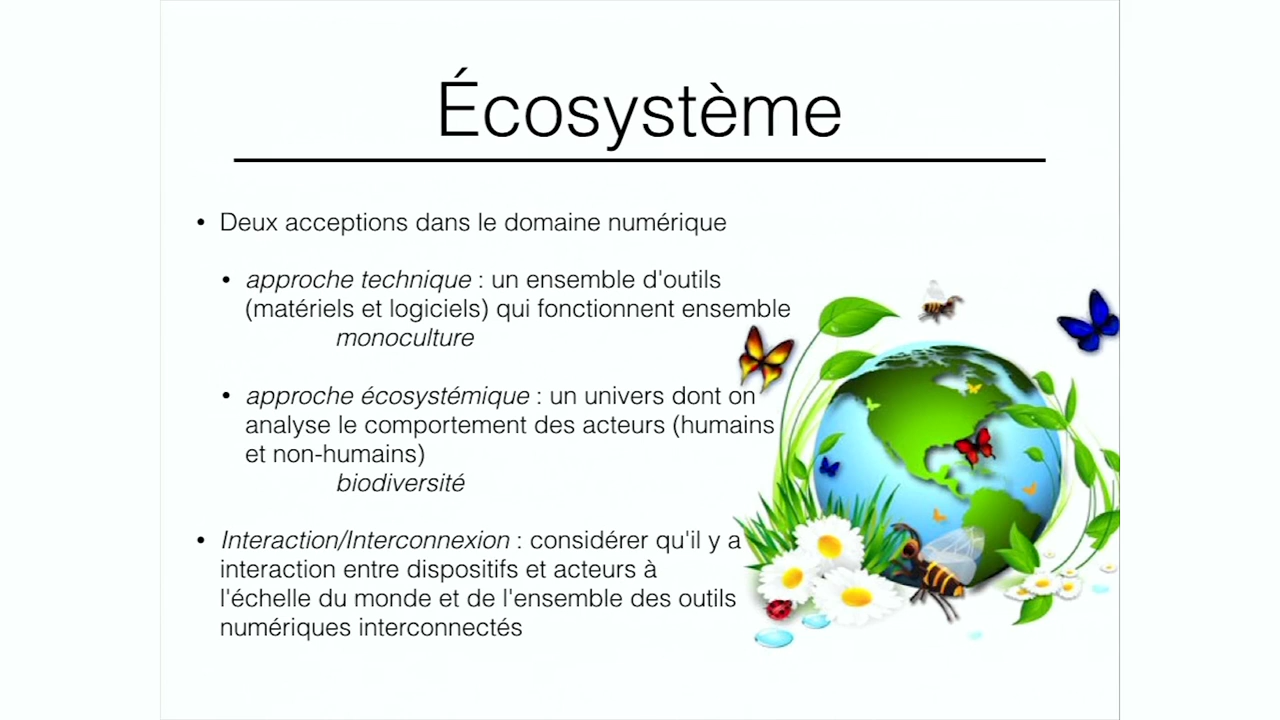 Écosystème
• Deux acceptions dans le domaine numérique
• approche technique : un ensemble d'outils
(matériels et logiciels) qui fonctionnent ensemble
monoculture
• approche écosystémique : un univers dont on
analyse le comportement des acteurs (humains
et non-humains)
biodiversité
• Interaction/Interconnexion : considérer qu'il y a
interaction entre dispositifs et acteurs à
l'échelle du monde et de l'ensemble des outils
numériques interconnectés